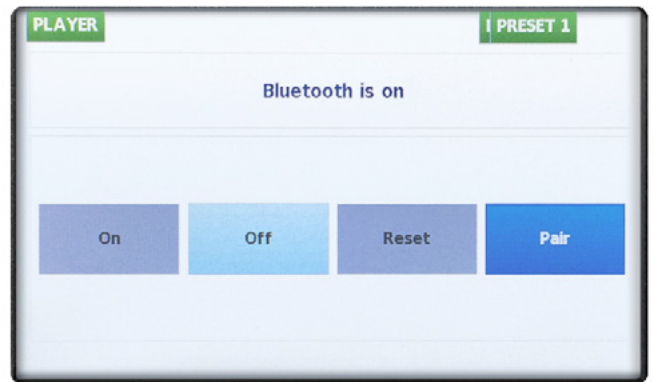 PLAYER
PRESET 1
Bluetooth is on
On
Off
Reset
Pair